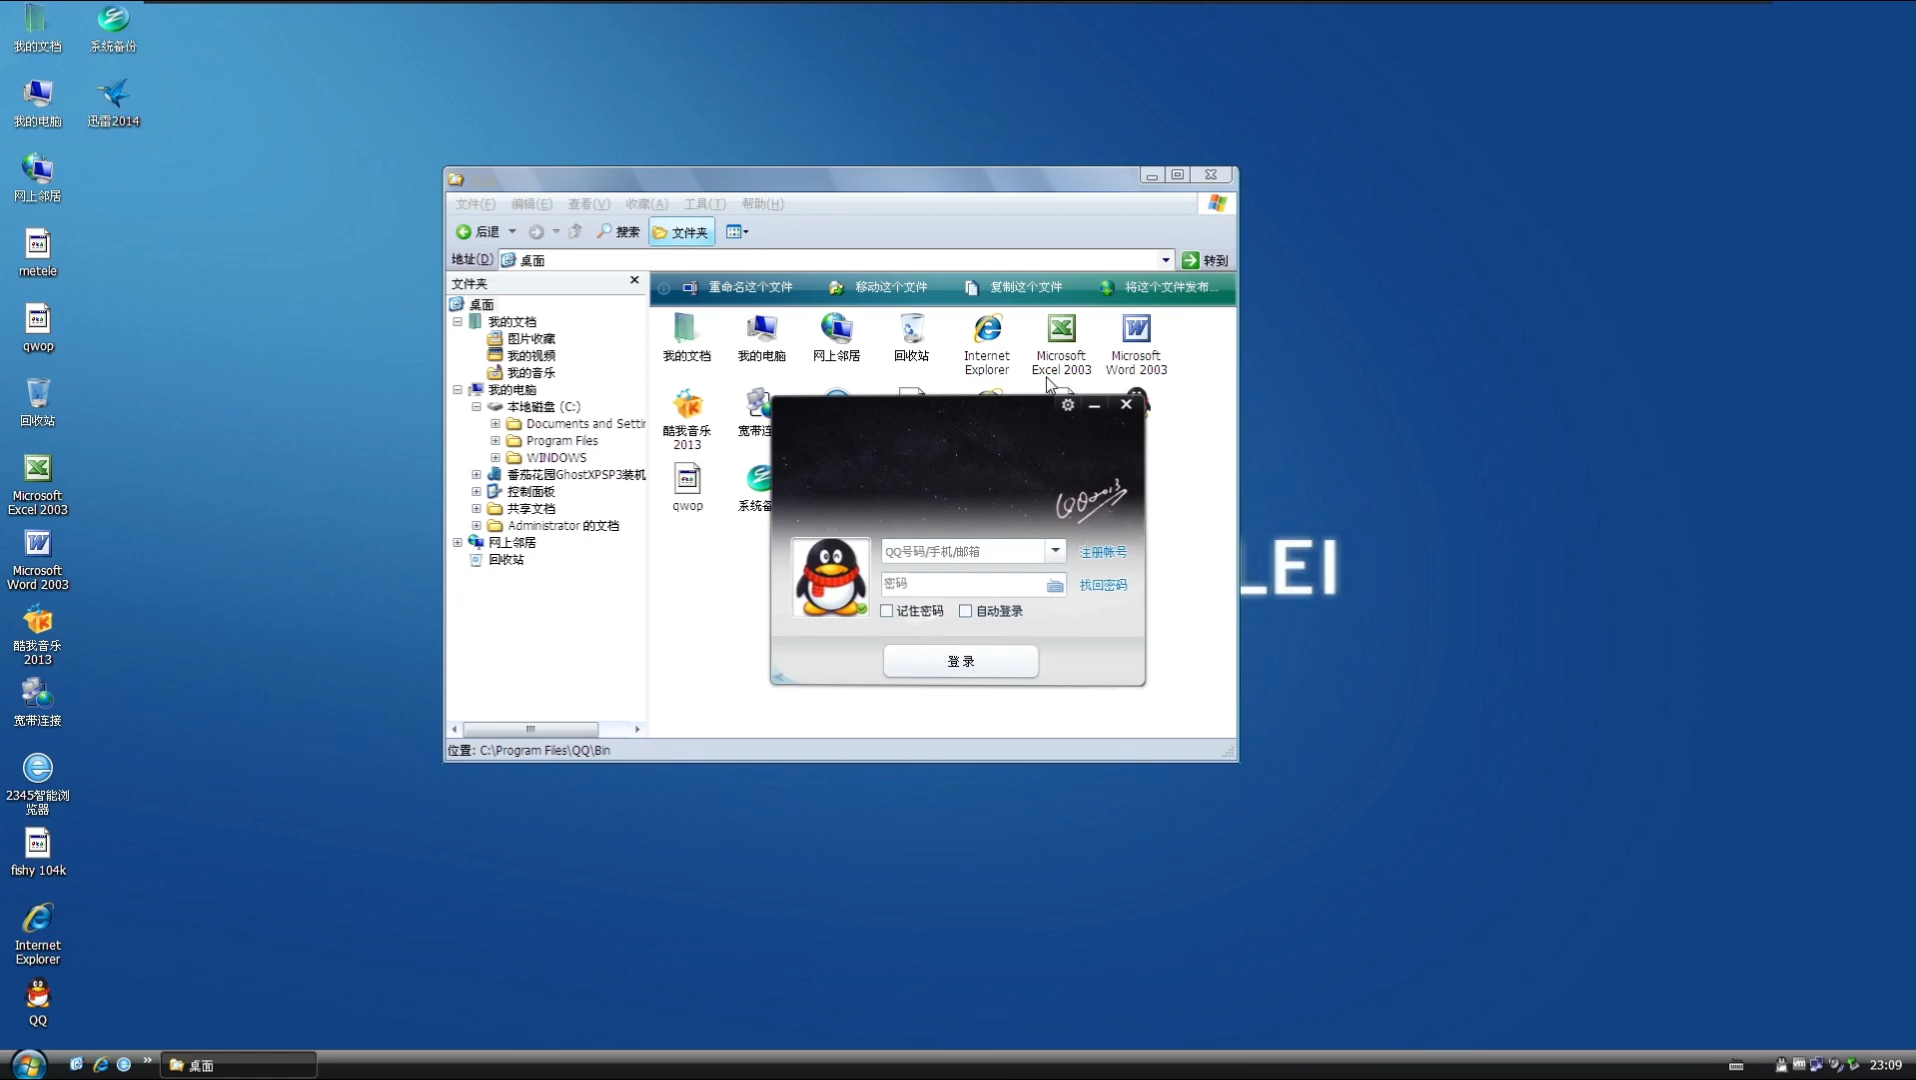 我的文档
系统备份
我的电脑
迅雷2014
网上邻居
metele
qwop
回收站
Microsoft
Excel 2003
Microsoft
Word 2003
酷我音乐
2013
宽带连接
2345智能浏
览器
fishy 104k
Internet
Explorer
QQ
文件(F) 编辑(E) 查看(V) 收藏(A) 工具(T) 帮助(H)
后退 搜索 文件夹
地址(D) 桌面 转到
文件夹
桌面
我的文档
图片收藏
我的视频
我的音乐
我的电脑
本地磁盘 (C:)
Documents and Settin
Program Files
WINDOWS
番茄花园GhostXPSP3装机
控制面板
共享文档
Administrator 的文档
网上邻居
回收站
重命名这个文件 移动这个文件 复制这个文件 将这个文件发布...
我的文档 我的电脑 网上邻居 回收站 Internet
Explorer Microsoft
Excel 2003 Microsoft
Word 2003
酷我音乐
2013
宽带连
qwop
系统备
QQ2013
QQ号码/手机/邮箱 注册帐号
密码 找回密码
记住密码 自动登录
登 录
LEI
位置: C:\Program Files\QQ\Bin
桌面
23:09